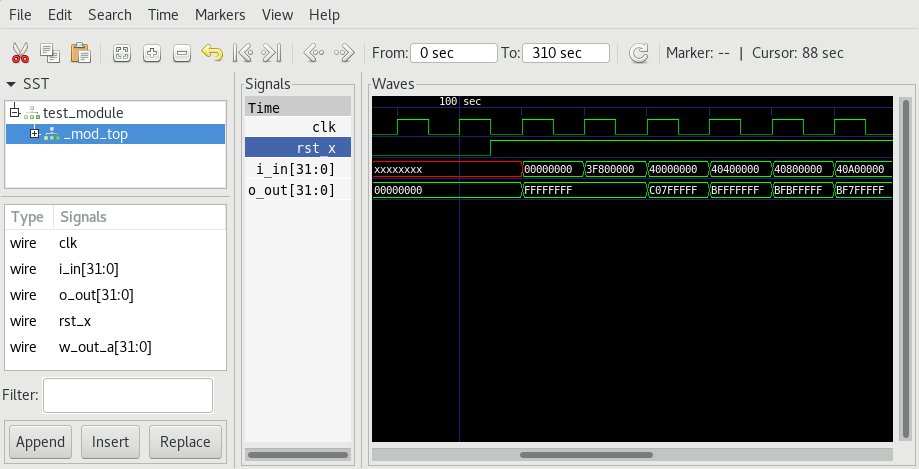 File Edit Search Time Markers View Help
From: 0 sec To: 310 sec Marker: -- | Cursor: 88 sec
SST
test_module
_mod_top
Type Signals
wire clk
wire i_in[31:0]
wire o_out[31:0]
wire rst_x
wire w_out_a[31:0]
Filter:
Append Insert Replace
Signals
Time
clk
rst_x
i_in[31:0]
o_out[31:0]
Waves
100 sec
xxxxxxxx 00000000 3F800000 40000000 40400000 40800000 40A00000
00000000 FFFFFFFF C07FFFFF BFFFFFFF BFBFFFFF BF7FFFFF